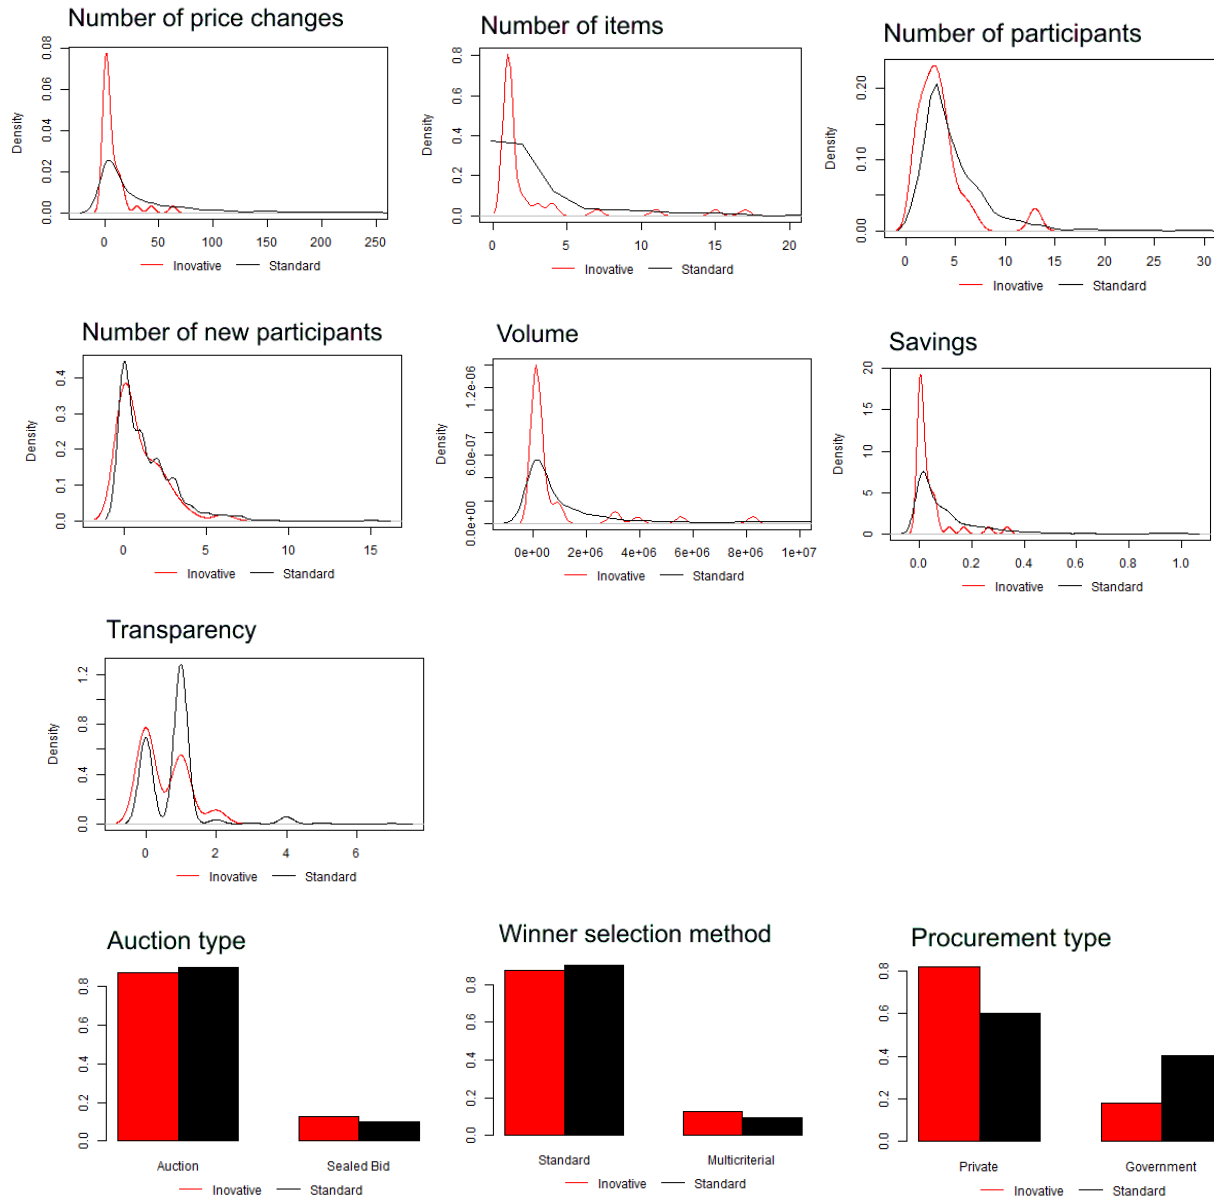 Number of price changes
Density
0.00 0.02 0.04 0.06 0.08
0 50 100 150 200 250
Inovative Standard
Number of items
Density
0.0 0.2 0.4 0.6 0.8
0 5 10 15 20
Inovative Standard
Number of participants
Density
0.00 0.10 0.20
0 5 10 15 20 25 30
Inovative Standard
Number of new participants
Density
0.0 0.1 0.2 0.3 0.4
0 5 10 15
Inovative Standard
Volume
Density
0.0e+00 6.0e-07 1.2e-06
0e+00 2e+06 4e+06 6e+06 8e+06 1e+07
Inovative Standard
Savings
Density
0 5 10 15 20
0.0 0.2 0.4 0.6 0.8 1.0
Inovative Standard
Transparency
Density
0.0 0.4 0.8 1.2
0 2 4 6
Inovative Standard
Auction type
0.0 0.2 0.4 0.6 0.8
Auction Sealed Bid
Inovative Standard
Winner selection method
0.0 0.2 0.4 0.6 0.8
Standard Multicriterial
Inovative Standard
Procurement type
0.0 0.2 0.4 0.6 0.8
Private Government
Inovative Standard